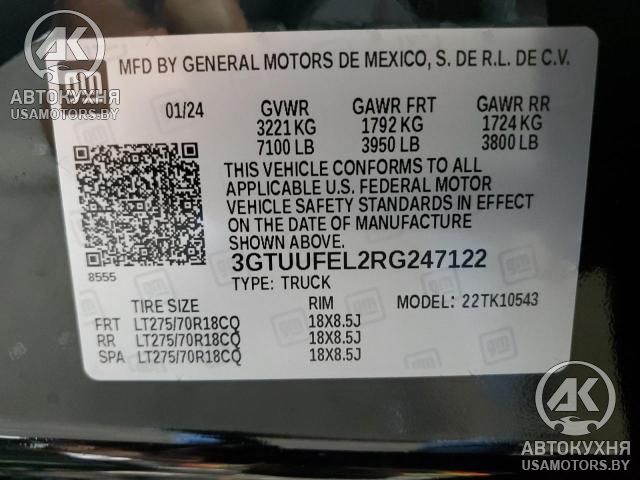 AK
АВТОКУХНЯ
USAMOTORS.BY
gm
MFD BY GENERAL MOTORS DE MEXICO, S. DE R.L. DE C.V.
01/24 GVWR GAWR FRT GAWR RR
3221 KG 1792 KG 1724 KG
7100 LB 3950 LB 3800 LB
THIS VEHICLE CONFORMS TO ALL
APPLICABLE U.S. FEDERAL MOTOR
VEHICLE SAFETY STANDARDS IN EFFECT
ON THE DATE OF MANUFACTURE
SHOWN ABOVE.
8555
3GTUUFEL2RG247122
TYPE: TRUCK
TIRE SIZE RIM MODEL: 22TK10543
FRT LT275/70R18CQ 18X8.5J
RR LT275/70R18CQ 18X8.5J
SPA LT275/70R18CQ 18X8.5J
AK
АВТОКУХНЯ
USAMOTORS.BY